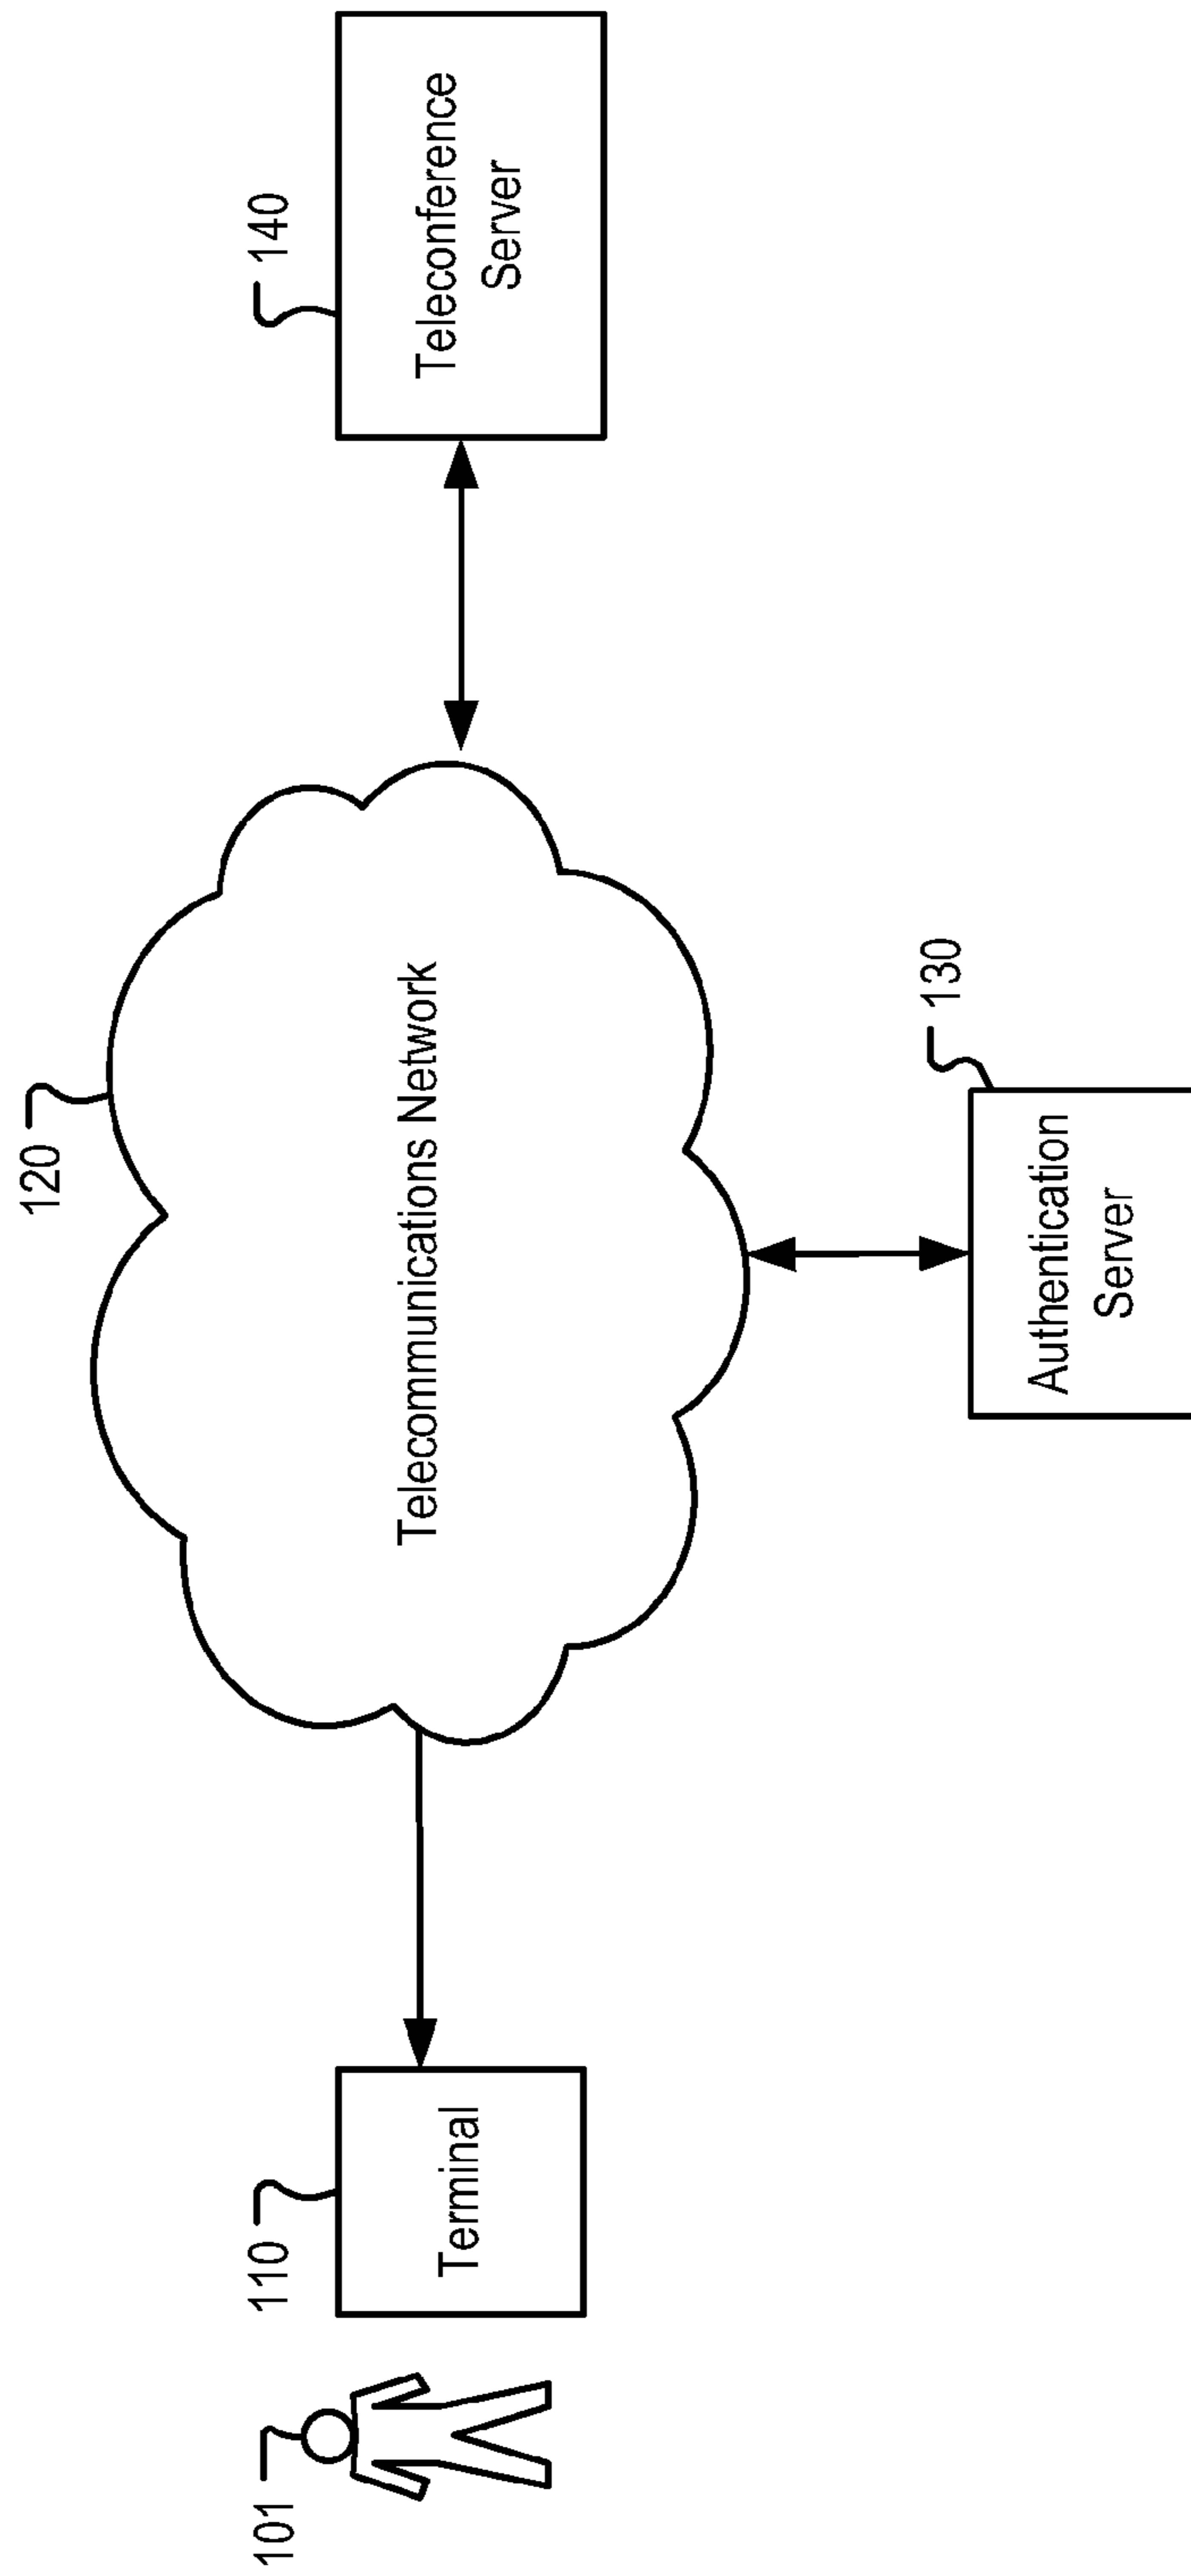 120
101
110
140
Terminal
Telecommunications Network
Teleconference
Server
130
Authentication
Server